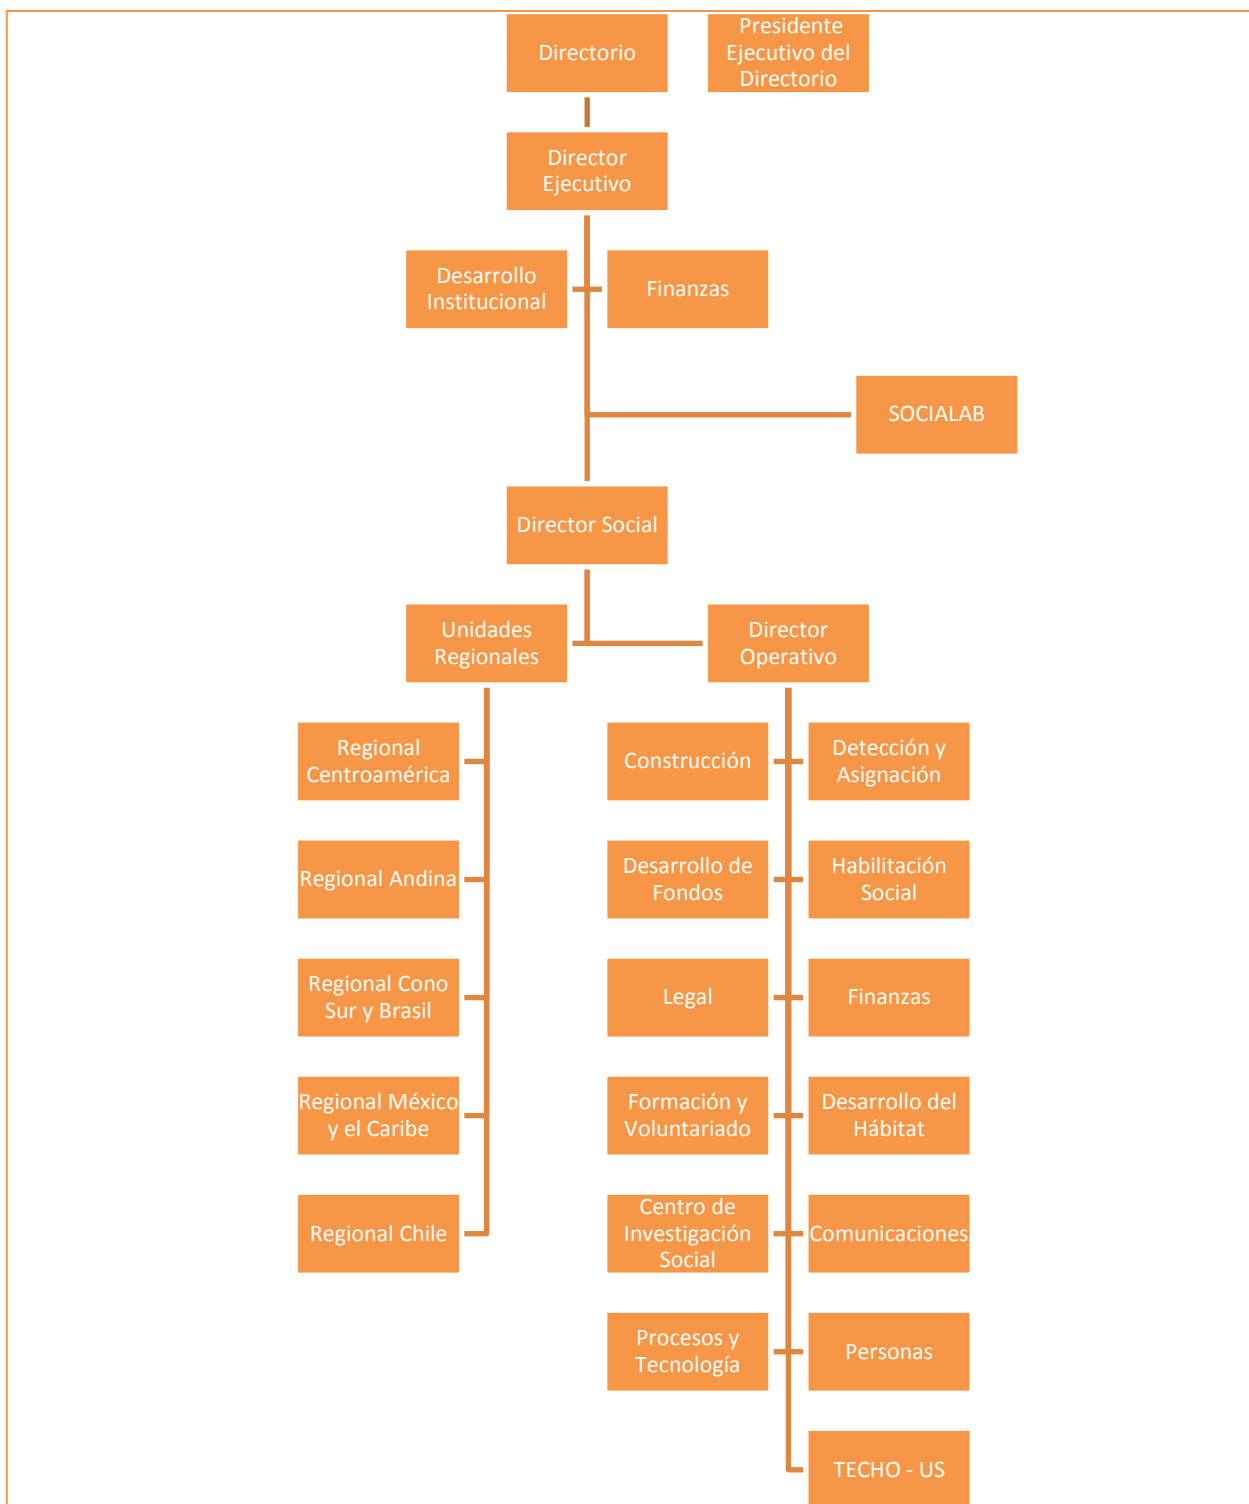 Directorio
Presidente
Ejecutivo del
Directorio
Director
Ejecutivo
Desarrollo
Institucional
Finanzas
SOCIALAB
Director Social
Unidades
Regionales
Director
Operativo
Regional
Centroamérica
Construcción
Detección y
Asignación
Regional Andina
Desarrollo de
Fondos
Habilitación
Social
Regional Cono
Sur y Brasil
Legal
Finanzas
Regional México
y el Caribe
Formación y
Voluntariado
Desarrollo del
Hábitat
Regional Chile
Centro de
Investigación
Social
Comunicaciones
Procesos y
Tecnología
Personas
TECHO - US